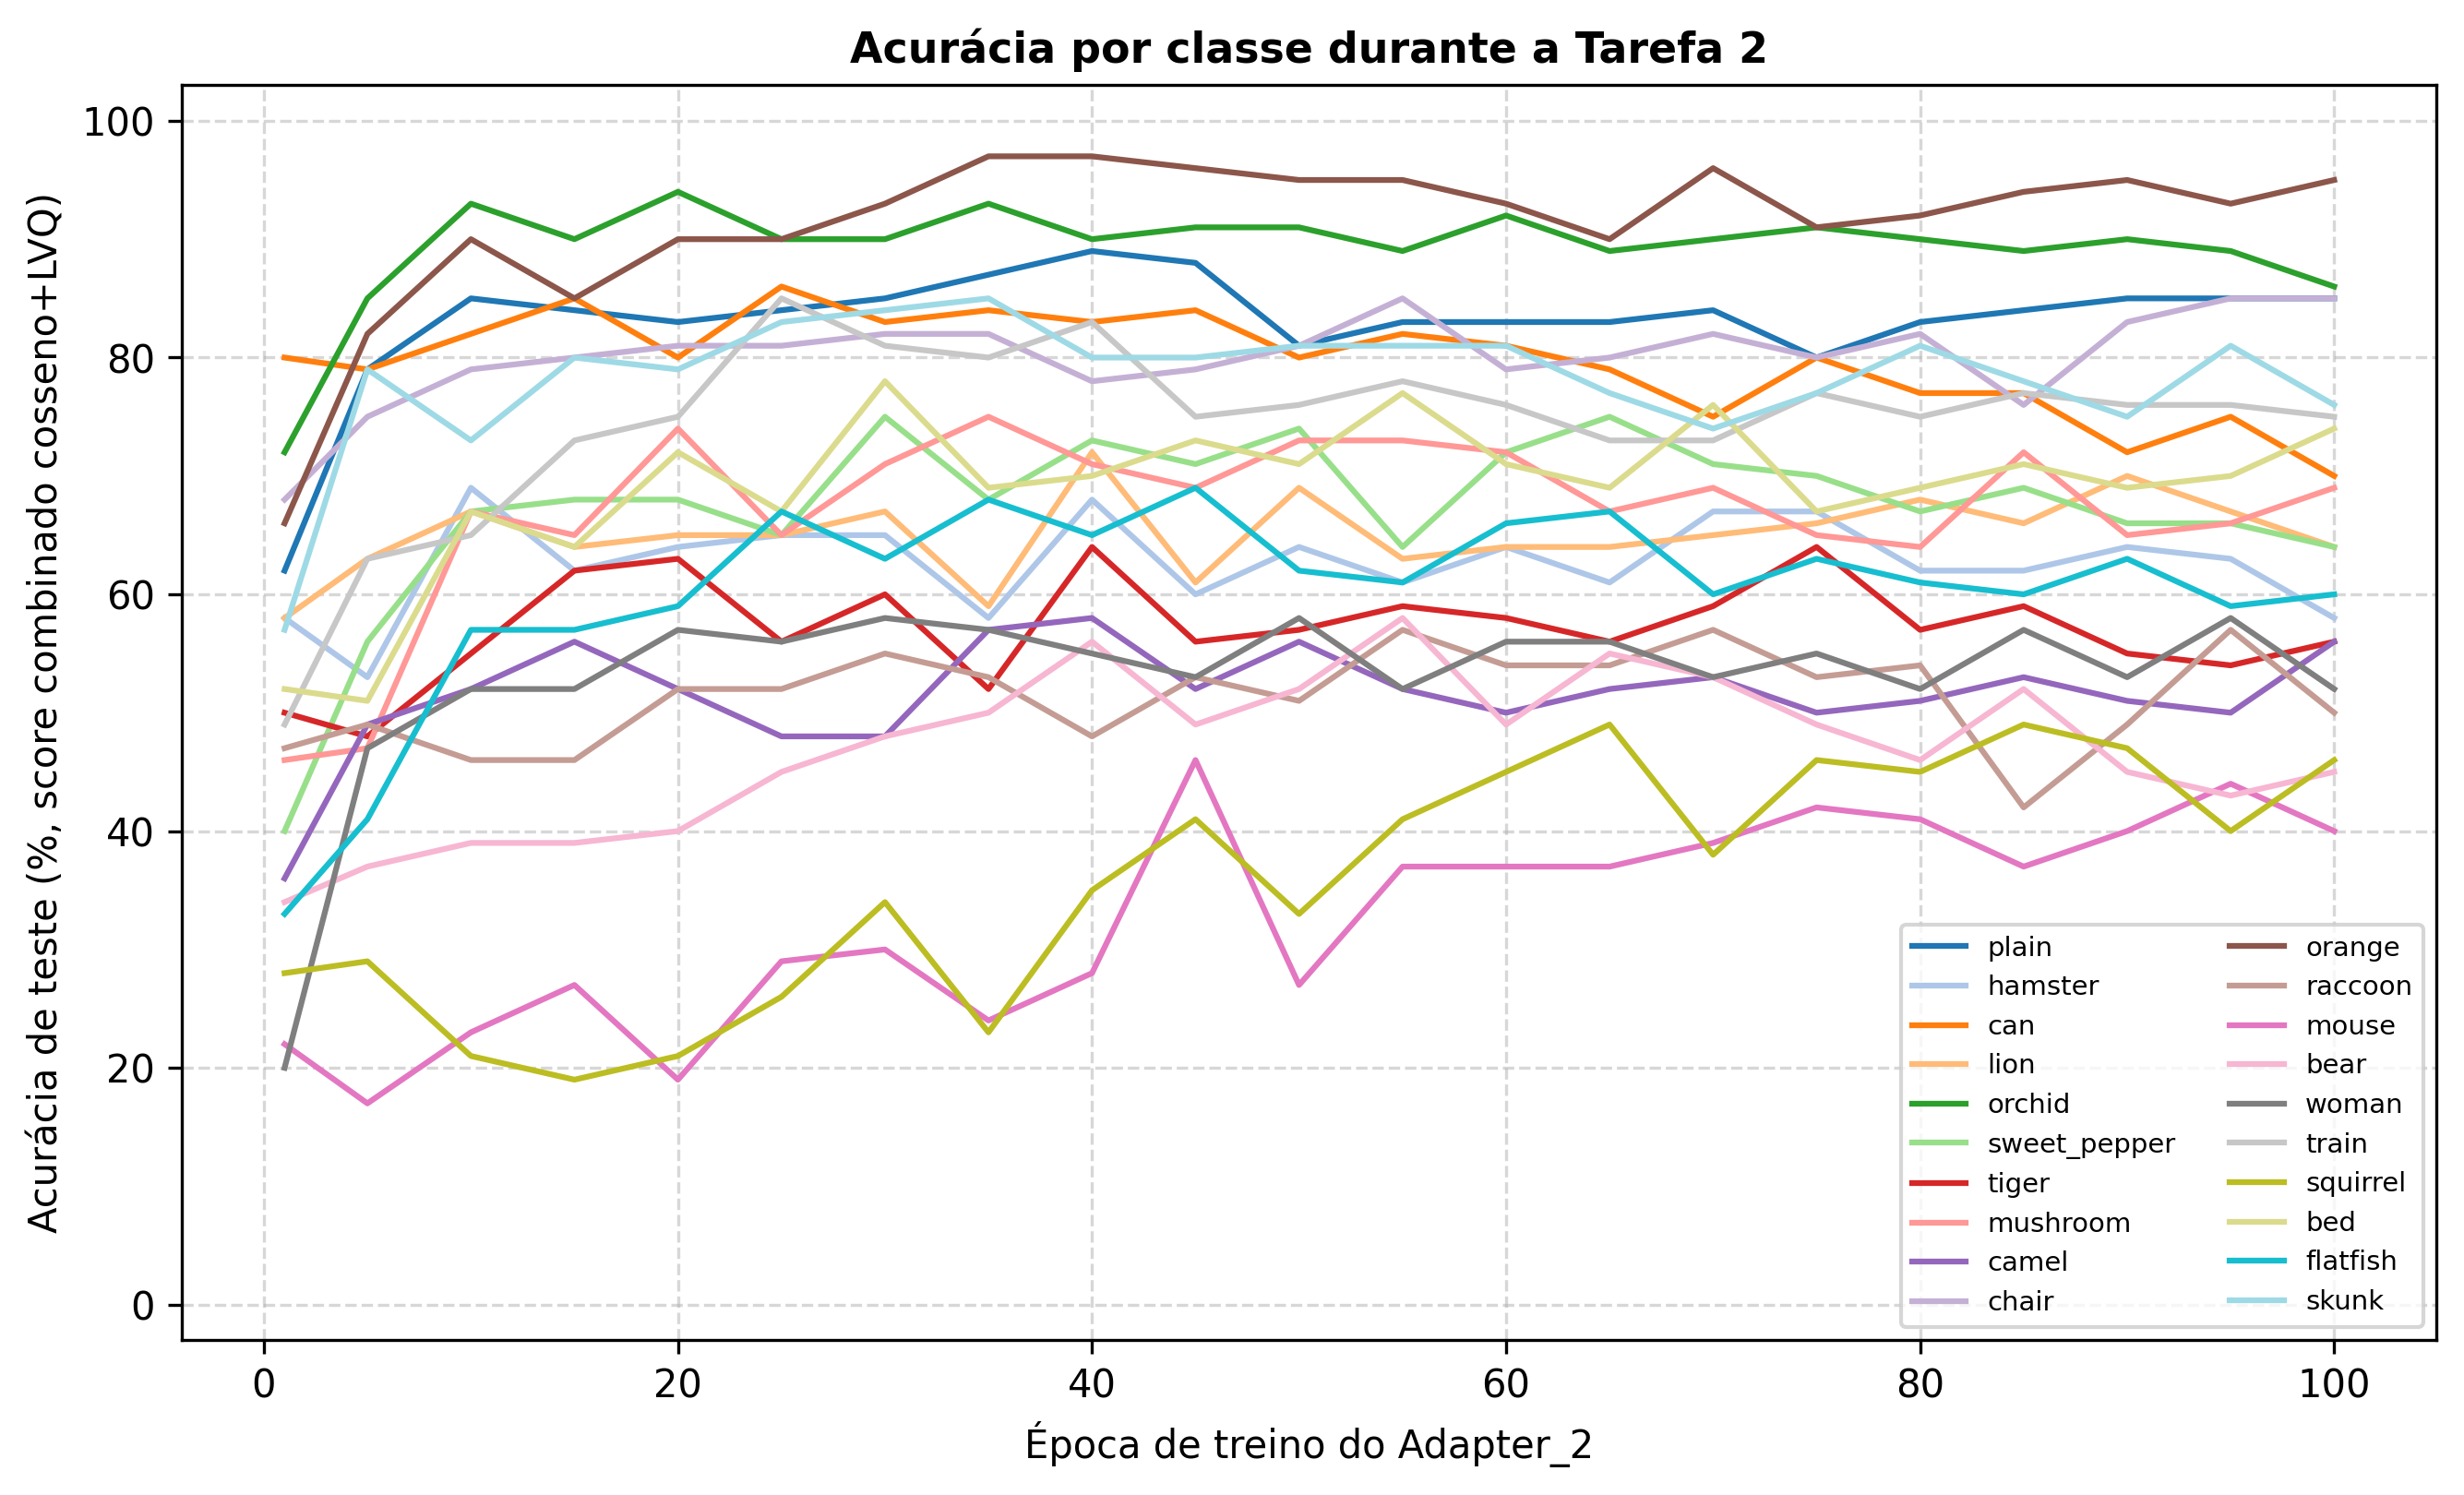 Acurácia por classe durante a Tarefa 2
Acurácia de teste (%, score combinado cosseno+LVQ)
100
80
60
40
20
0
0 20 40 60 80 100
Época de treino do Adapter_2
plain
hamster
can
lion
orchid
sweet_pepper
tiger
mushroom
camel
chair
orange
raccoon
mouse
bear
woman
train
squirrel
bed
flatfish
skunk